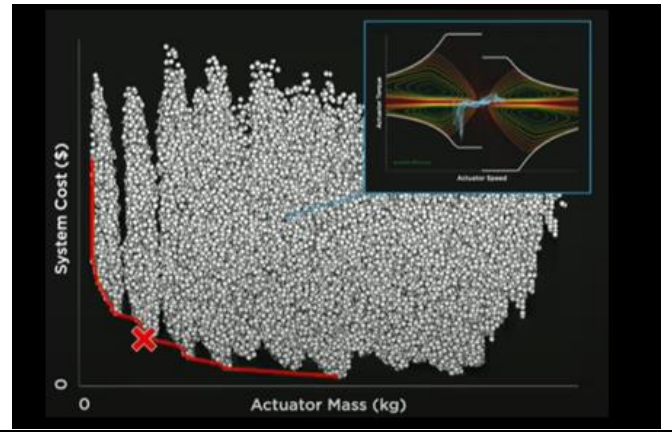 System Cost ($)
Actuator Torque
Actuator Speed
0
0
Actuator Mass (kg)